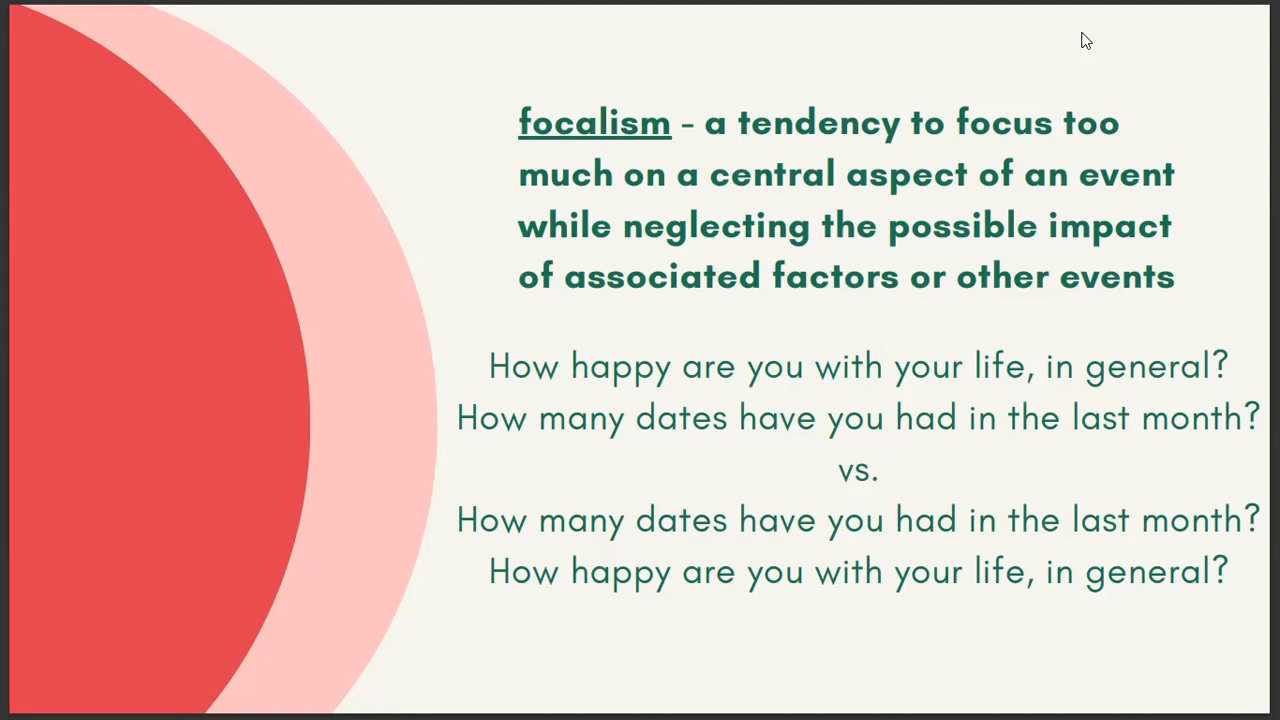 focalism - a tendency to focus too
much on a central aspect of an event
while neglecting the possible impact
of associated factors or other events
How happy are you with your life, in general?
How many dates have you had in the last month?
vs.
How many dates have you had in the last month?
How happy are you with your life, in general?